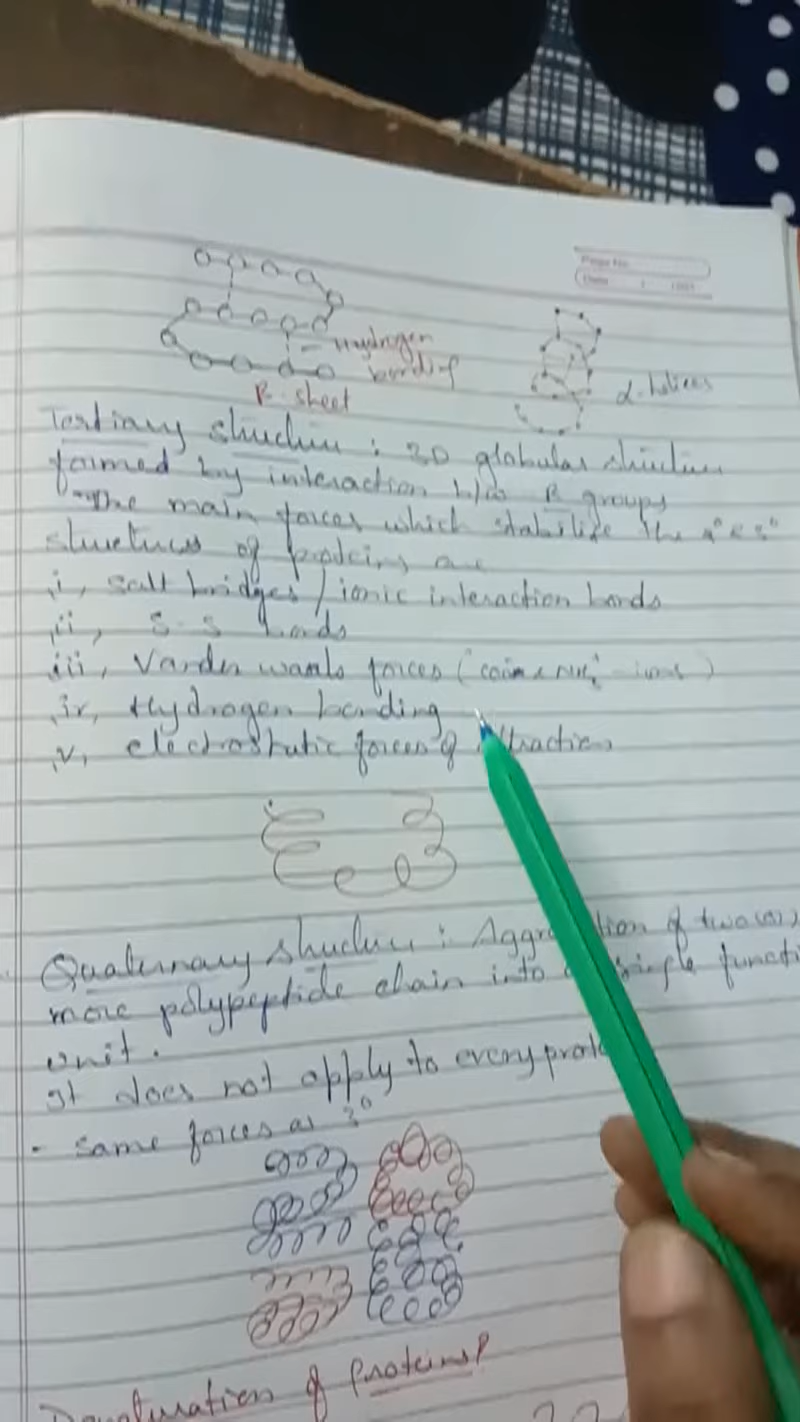 Page No.
Date
Hydrogen
bonding
β-sheet
α-helices
Tertiary structure : 3D globular structure
formed by interaction b/w R groups
The main forces which stabilize the 2° & 3°
structures of proteins are
i, salt bridges / ionic interaction bonds
ii, S-S bonds
iii, Vander waals forces ( - ions)
iv, Hydrogen bonding
v, electrostatic forces of attraction
Quaternary structure : of two (or)
more polypeptide chain into single functi
unit.
It does not apply to every prot
- same forces as 3°
Denaturation of Proteins?